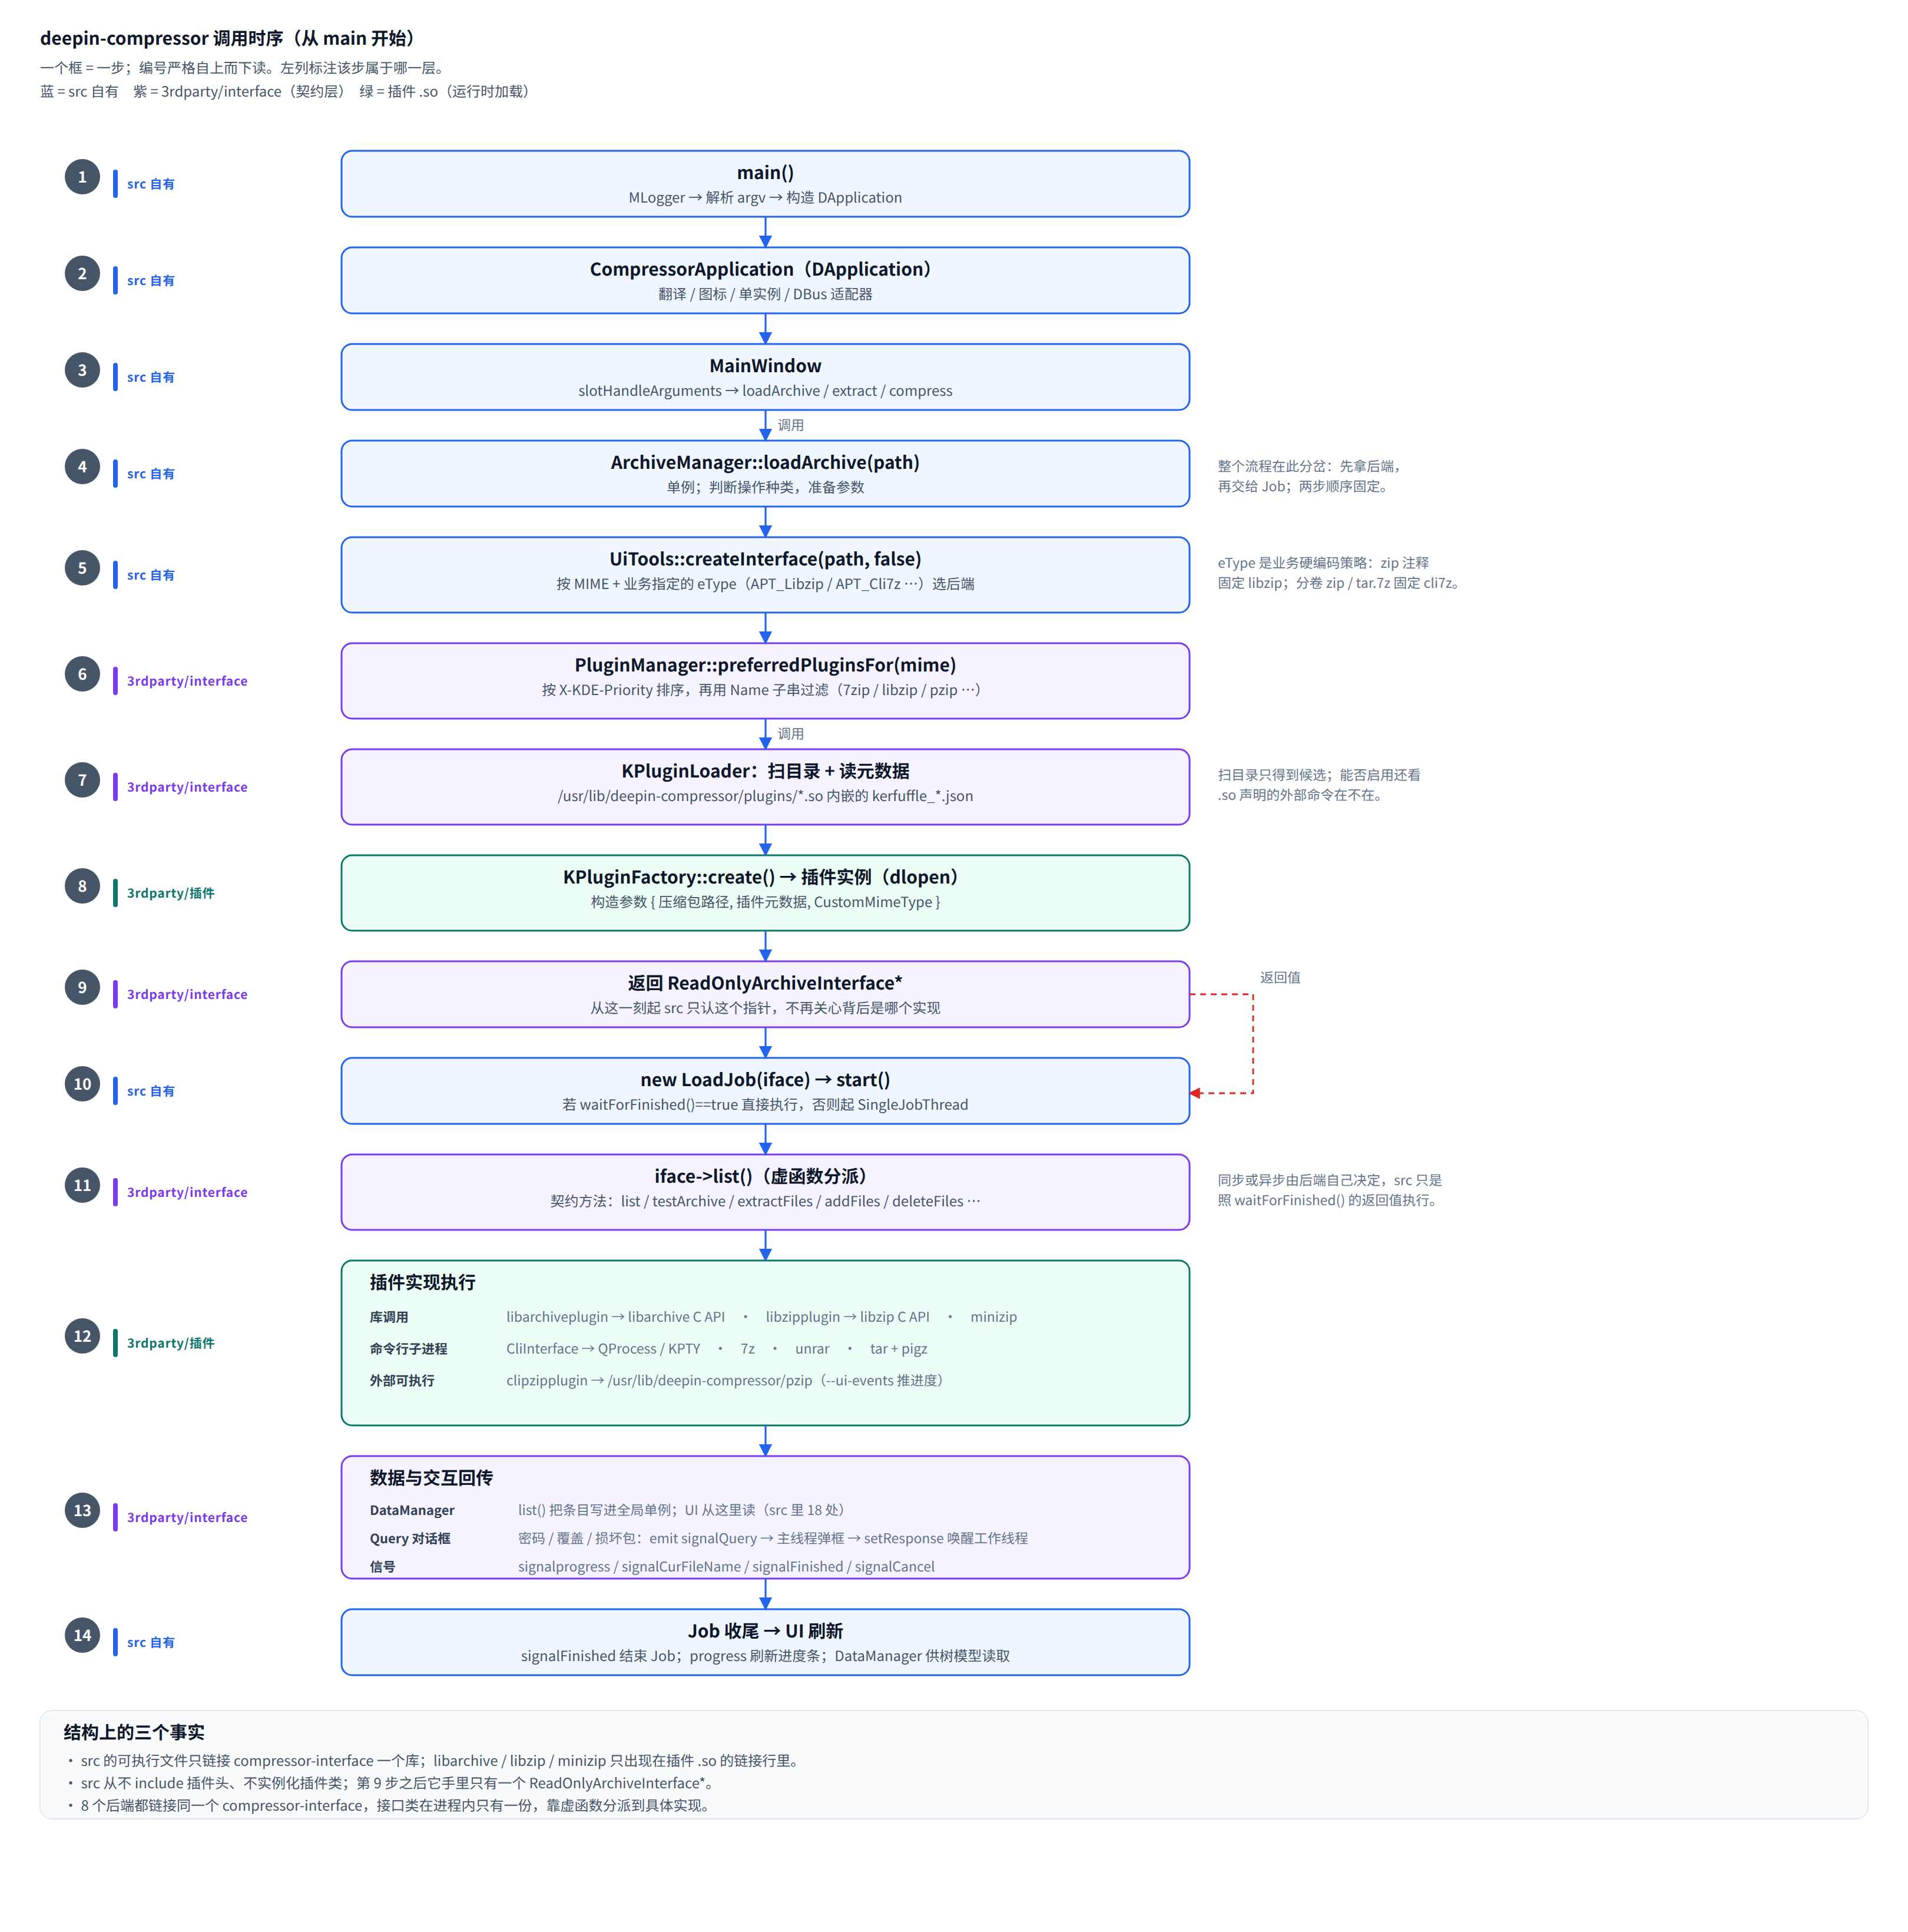 deepin-compressor 调用时序（从 main 开始）
一个框 = 一步；编号严格自上而下读。左列标注该步属于哪一层。
蓝 = src 自有 紫 = 3rdparty/interface（契约层） 绿 = 插件 .so（运行时加载）
1 src 自有
main()
MLogger → 解析 argv → 构造 DApplication
2 src 自有
CompressorApplication（DApplication）
翻译 / 图标 / 单实例 / DBus 适配器
3 src 自有
MainWindow
slotHandleArguments → loadArchive / extract / compress
调用
4 src 自有
ArchiveManager::loadArchive(path)
单例；判断操作种类，准备参数
整个流程在此分岔：先拿后端，
再交给 Job；两步顺序固定。
5 src 自有
UiTools::createInterface(path, false)
按 MIME + 业务指定的 eType（APT_Libzip / APT_Cli7z …）选后端
eType 是业务硬编码策略：zip 注释
固定 libzip；分卷 zip / tar.7z 固定 cli7z。
6 3rdparty/interface
PluginManager::preferredPluginsFor(mime)
按 X-KDE-Priority 排序，再用 Name 子串过滤（7zip / libzip / pzip …）
调用
7 3rdparty/interface
KPluginLoader：扫目录 + 读元数据
/usr/lib/deepin-compressor/plugins/*.so 内嵌的 kerfuffle_*.json
扫目录只得到候选；能否启用还看
.so 声明的外部命令在不在。
8 3rdparty/插件
KPluginFactory::create() → 插件实例（dlopen）
构造参数 { 压缩包路径, 插件元数据, CustomMimeType }
9 3rdparty/interface
返回 ReadOnlyArchiveInterface*
从这一刻起 src 只认这个指针，不再关心背后是哪个实现
返回值
10 src 自有
new LoadJob(iface) → start()
若 waitForFinished()==true 直接执行，否则起 SingleJobThread
11 3rdparty/interface
iface->list()（虚函数分派）
契约方法：list / testArchive / extractFiles / addFiles / deleteFiles …
同步或异步由后端自己决定，src 只是
照 waitForFinished() 的返回值执行。
12 3rdparty/插件
插件实现执行
库调用 libarchiveplugin → libarchive C API • libzipplugin → libzip C API • minizip
命令行子进程 CliInterface → QProcess / KPTY • 7z • unrar • tar + pigz
外部可执行 clipzipplugin → /usr/lib/deepin-compressor/pzip（--ui-events 推进度）
13 3rdparty/interface
数据与交互回传
DataManager list() 把条目写进全局单例；UI 从这里读（src 里 18 处）
Query 对话框 密码 / 覆盖 / 损坏包：emit signalQuery → 主线程弹框 → setResponse 唤醒工作线程
信号 signalprogress / signalCurFileName / signalFinished / signalCancel
14 src 自有
Job 收尾 → UI 刷新
signalFinished 结束 Job；progress 刷新进度条；DataManager 供树模型读取
结构上的三个事实
• src 的可执行文件只链接 compressor-interface 一个库；libarchive / libzip / minizip 只出现在插件 .so 的链接行里。
• src 从不 include 插件头、不实例化插件类；第 9 步之后它手里只有一个 ReadOnlyArchiveInterface*。
• 8 个后端都链接同一个 compressor-interface，接口类在进程内只有一份，靠虚函数分派到具体实现。